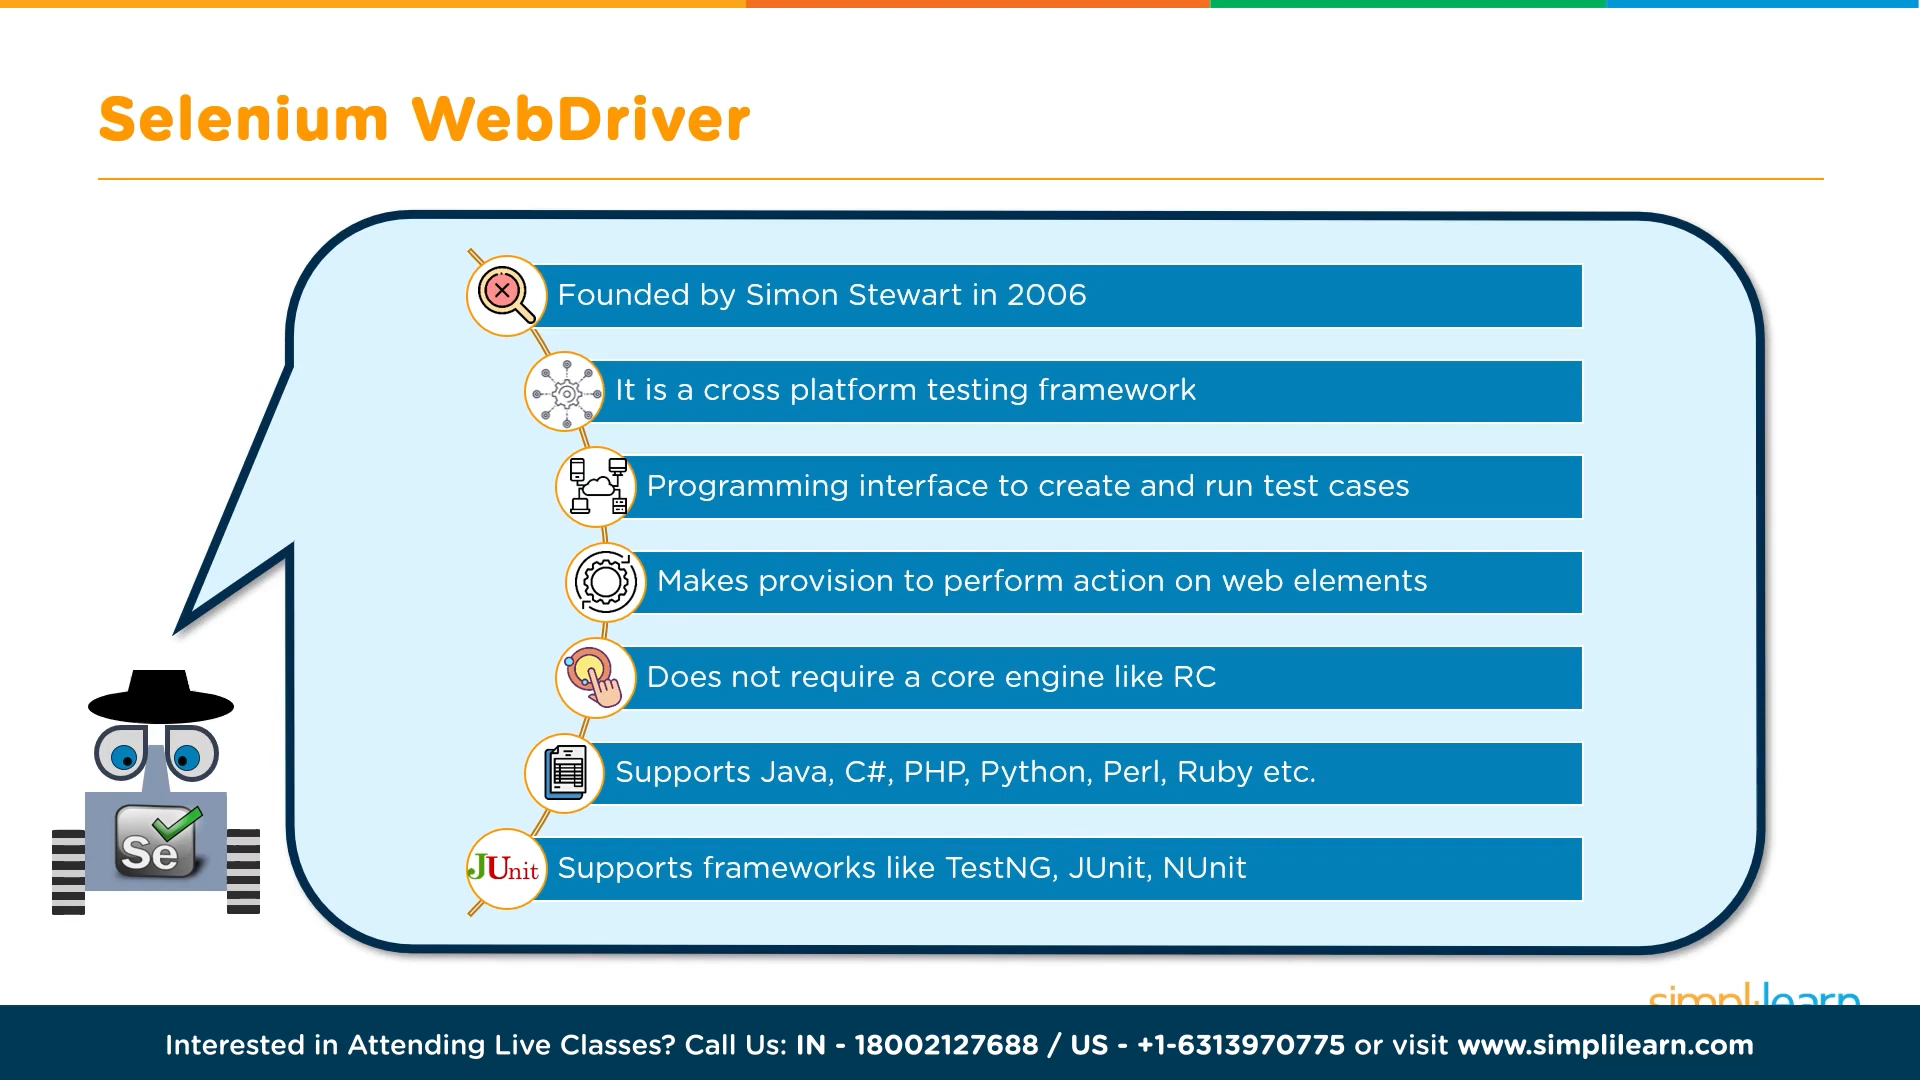 Selenium WebDriver
Founded by Simon Stewart in 2006
It is a cross platform testing framework
Programming interface to create and run test cases
Makes provision to perform action on web elements
Does not require a core engine like RC
Supports Java, C#, PHP, Python, Perl, Ruby etc.
JUnit
Supports frameworks like TestNG, JUnit, NUnit
Se
simplilearn
Interested in Attending Live Classes? Call Us: IN - 18002127688 / US - +1-6313970775 or visit www.simplilearn.com